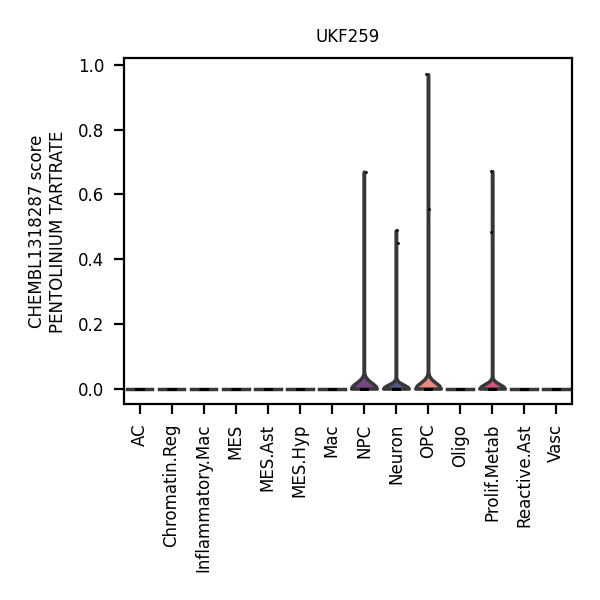 UKF259
CHEMBL1318287 score
PENTOLINIUM TARTRATE
1.0
0.8
0.6
0.4
0.2
0.0
AC
Chromatin.Reg
Inflammatory.Mac
MES
MES.Ast
MES.Hyp
Mac
NPC
Neuron
OPC
Oligo
Prolif.Metab
Reactive.Ast
Vasc